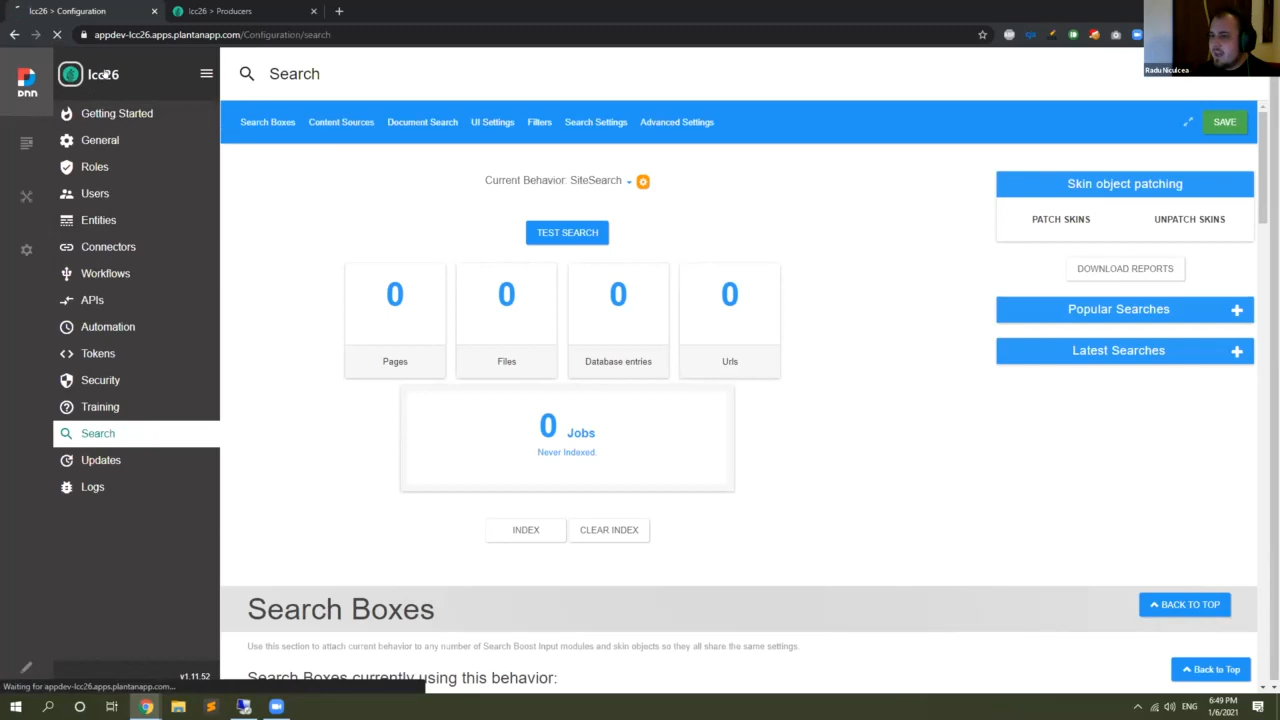 lcc26 > Configuration
lcc26 > Producers
appdev-lcc26.apps.plantanapp.com/Configuration/search
Radu Niculcea
dnn
lcc26
Search
Getting Started
General
Roles
Users
Entities
Connectors
Workflows
APIs
Automation
Tokens
Security
Training
Search
Updates
Logs
v1.11.52
Search Boxes
Content Sources
Document Search
UI Settings
Filters
Search Settings
Advanced Settings
SAVE
Current Behavior: SiteSearch
TEST SEARCH
0
Pages
0
Files
0
Database entries
0
Urls
0 Jobs
Never Indexed.
INDEX
CLEAR INDEX
Skin object patching
PATCH SKINS
UNPATCH SKINS
DOWNLOAD REPORTS
Popular Searches
Latest Searches
Search Boxes
BACK TO TOP
Use this section to attach current behavior to any number of Search Boost Input modules and skin objects so they all share the same settings.
Search Boxes currently using this behavior:
Back to Top
Waiting for appdev-lcc26.apps.plantanapp.com...
ENG
6:49 PM
1/6/2021